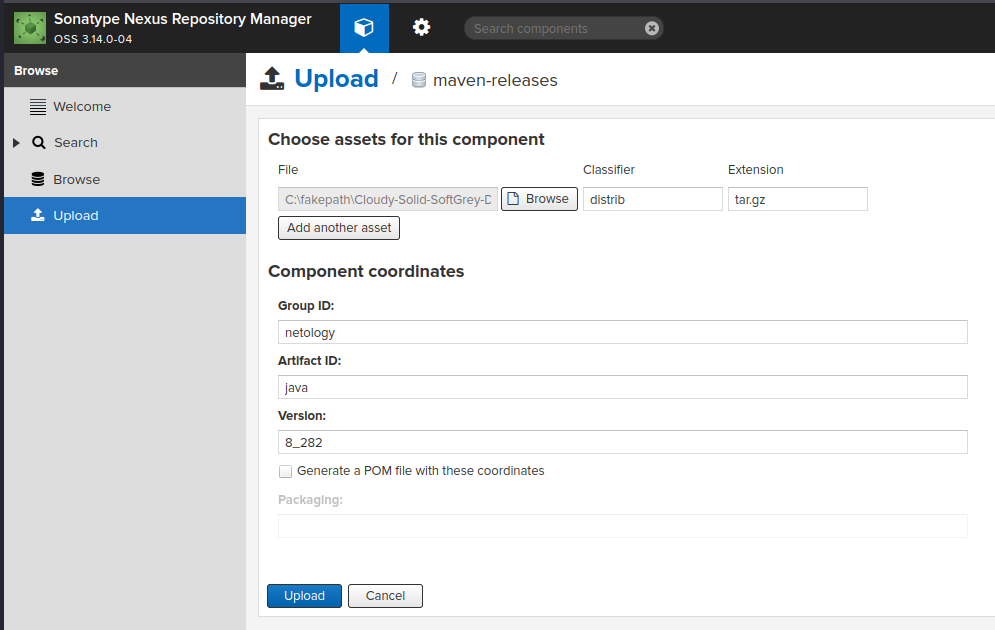 Sonatype Nexus Repository Manager
OSS 3.14.0-04
Search components
Browse
Welcome
Search
Browse
Upload
Upload / maven-releases
Choose assets for this component
File Classifier Extension
C:\fakepath\Cloudy-Solid-SoftGrey-D Browse distrib tar.gz
Add another asset
Component coordinates
Group ID:
netology
Artifact ID:
java
Version:
8_282
Generate a POM file with these coordinates
Packaging:
Upload Cancel